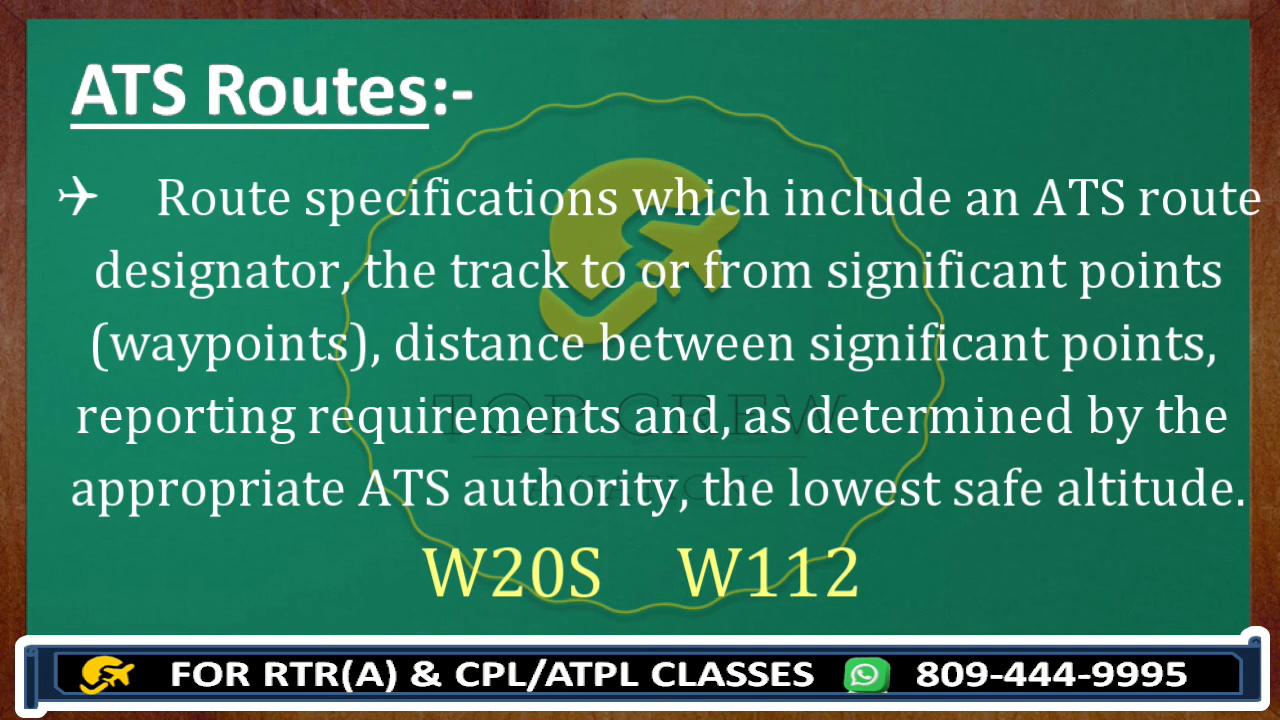 ATS Routes:-
✈ Route specifications which include an ATS route
designator, the track to or from significant points
(waypoints), distance between significant points,
reporting requirements and, as determined by the
appropriate ATS authority, the lowest safe altitude.
W20S W112
TOP CREW
FOR RTR(A) & CPL/ATPL CLASSES 809-444-9995